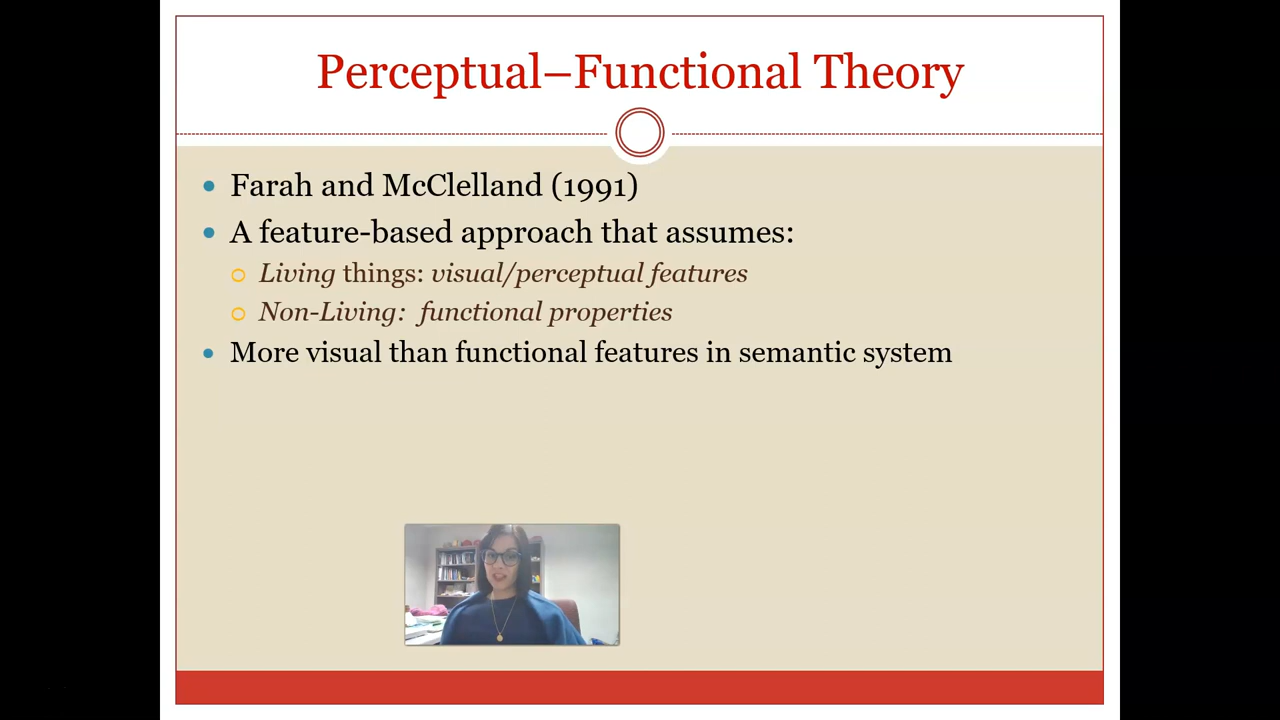 Perceptual–Functional Theory
Farah and McClelland (1991)
A feature-based approach that assumes:
Living things: visual/perceptual features
Non-Living: functional properties
More visual than functional features in semantic system